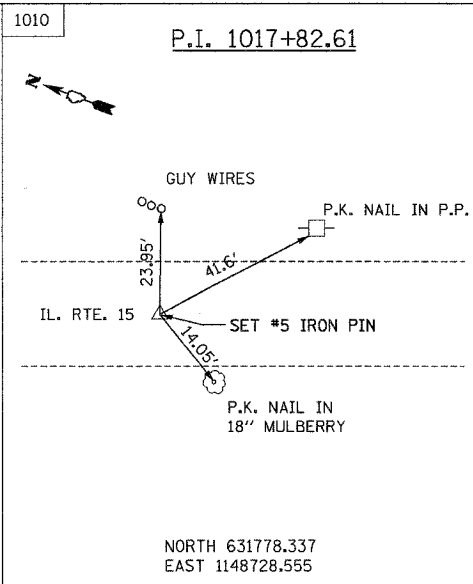 1010
P.I. 1017+82.61
N
GUY WIRES
P.K. NAIL IN P.P.
23.95'
41.6'
IL. RTE. 15
SET #5 IRON PIN
14.05'
P.K. NAIL IN
18" MULBERRY
NORTH 631778.337
EAST 1148728.555